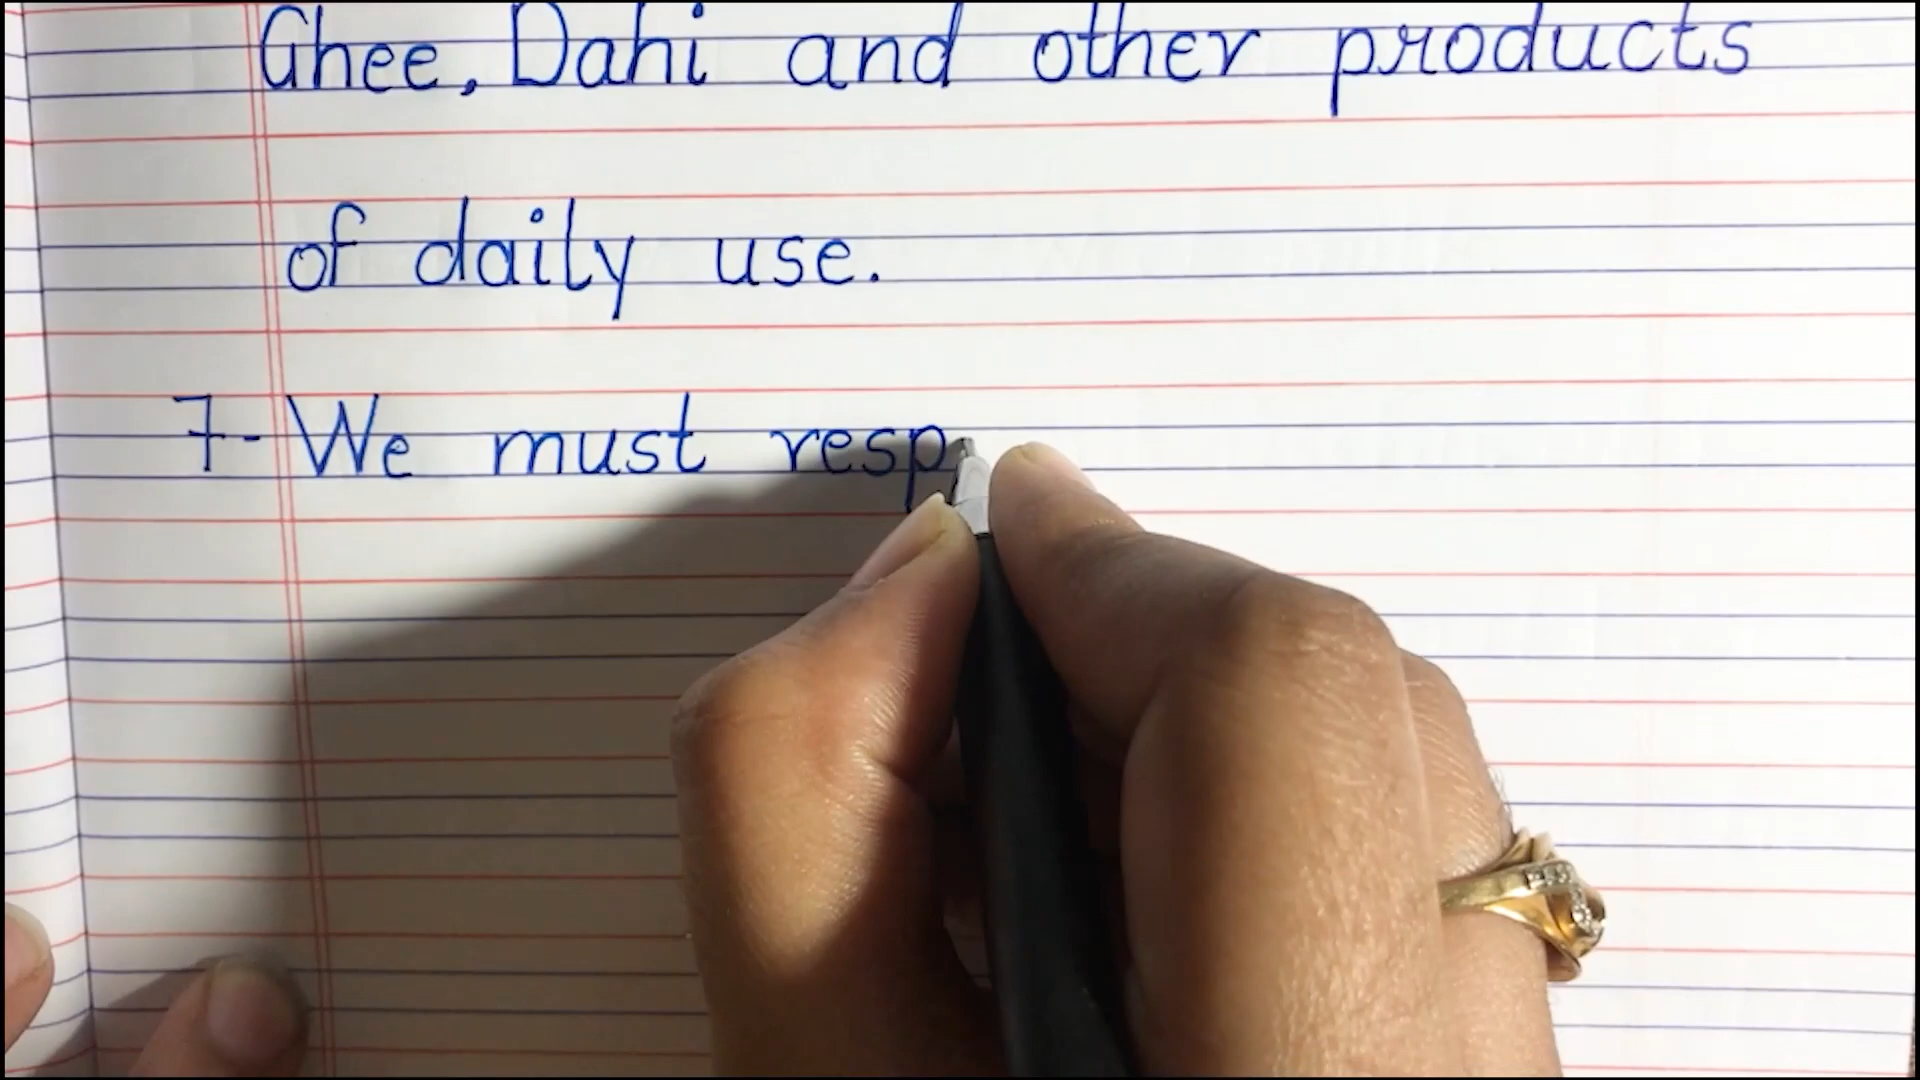 Ghee, Dahi and other products
of daily use.
7- We must resp